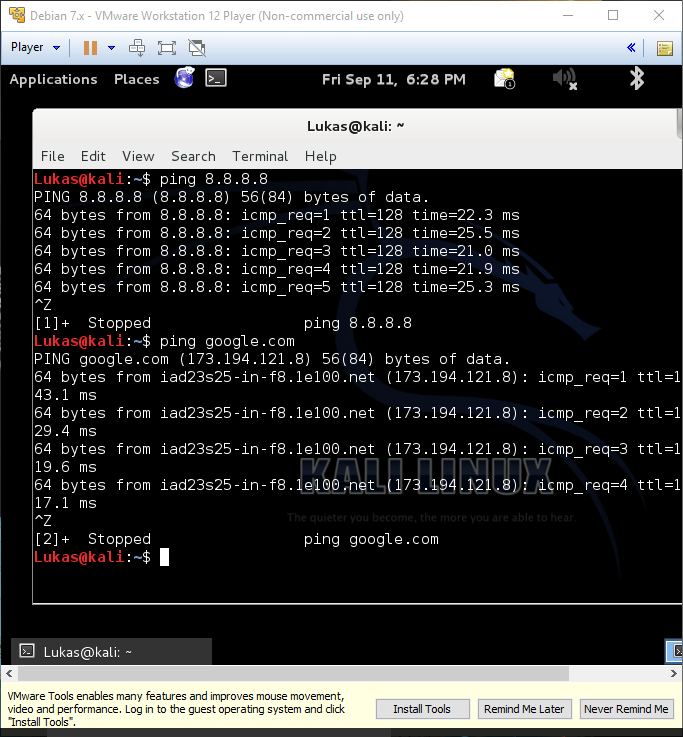 Debian 7.x - VMware Workstation 12 Player (Non-commercial use only)
Player
Applications Places Fri Sep 11, 6:28 PM 1
Lukas@kali: ~
File Edit View Search Terminal Help
Lukas@kali:~$ ping 8.8.8.8
PING 8.8.8.8 (8.8.8.8) 56(84) bytes of data.
64 bytes from 8.8.8.8: icmp_req=1 ttl=128 time=22.3 ms
64 bytes from 8.8.8.8: icmp_req=2 ttl=128 time=25.5 ms
64 bytes from 8.8.8.8: icmp_req=3 ttl=128 time=21.0 ms
64 bytes from 8.8.8.8: icmp_req=4 ttl=128 time=21.9 ms
64 bytes from 8.8.8.8: icmp_req=5 ttl=128 time=25.3 ms
^Z
[1]+  Stopped                 ping 8.8.8.8
Lukas@kali:~$ ping google.com
PING google.com (173.194.121.8) 56(84) bytes of data.
64 bytes from iad23s25-in-f8.1e100.net (173.194.121.8): icmp_req=1 ttl=1
43.1 ms
64 bytes from iad23s25-in-f8.1e100.net (173.194.121.8): icmp_req=2 ttl=1
29.4 ms
64 bytes from iad23s25-in-f8.1e100.net (173.194.121.8): icmp_req=3 ttl=1
19.6 ms
64 bytes from iad23s25-in-f8.1e100.net (173.194.121.8): icmp_req=4 ttl=1
17.1 ms
^Z
[2]+  Stopped                 ping google.com
Lukas@kali:~$
KALI LINUX
The quieter you become, the more you are able to hear.
Lukas@kali: ~
VMware Tools enables many features and improves mouse movement,
video and performance. Log in to the guest operating system and click
"Install Tools".
Install Tools
Remind Me Later
Never Remind Me